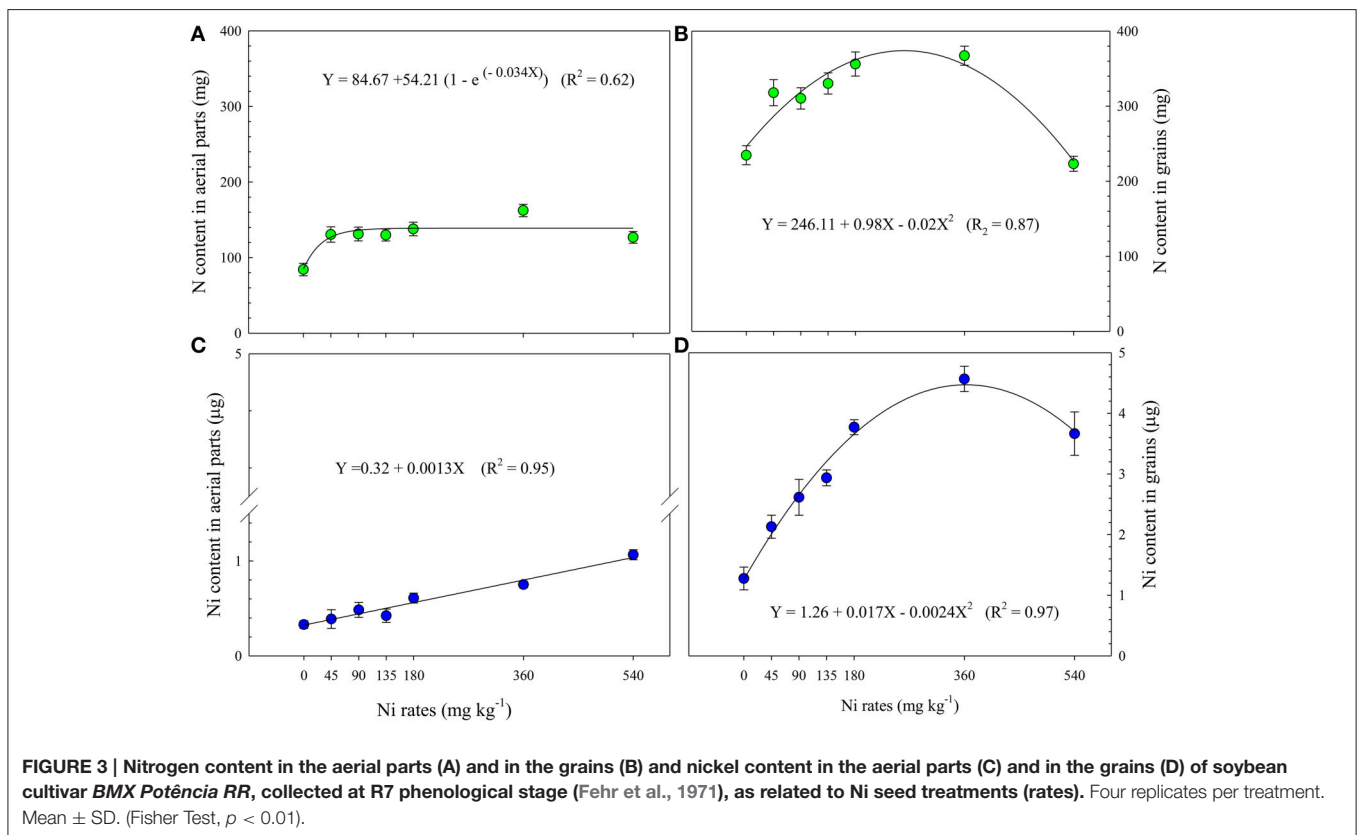 A
400
300
200
100
0
N content in aerial parts (mg)
Y = 84.67 +54.21 (1 - e^(- 0.034X)) (R² = 0.62)
B
400
300
200
100
0
N content in grains (mg)
Y = 246.11 + 0.98X - 0.02X² (R₂ = 0.87)
C
5
1
0
Ni content in aerial parts (µg)
Y =0.32 + 0.0013X (R² = 0.95)
0 45 90 135 180 360 540
Ni rates (mg kg⁻¹)
D
5
4
3
2
1
0
Ni content in grains (µg)
Y = 1.26 + 0.017X - 0.0024X² (R² = 0.97)
0 45 90 135 180 360 540
Ni rates (mg kg⁻¹)
FIGURE 3 | Nitrogen content in the aerial parts (A) and in the grains (B) and nickel content in the aerial parts (C) and in the grains (D) of soybean
cultivar BMX Potência RR, collected at R7 phenological stage (Fehr et al., 1971), as related to Ni seed treatments (rates). Four replicates per treatment.
Mean ± SD. (Fisher Test, p < 0.01).